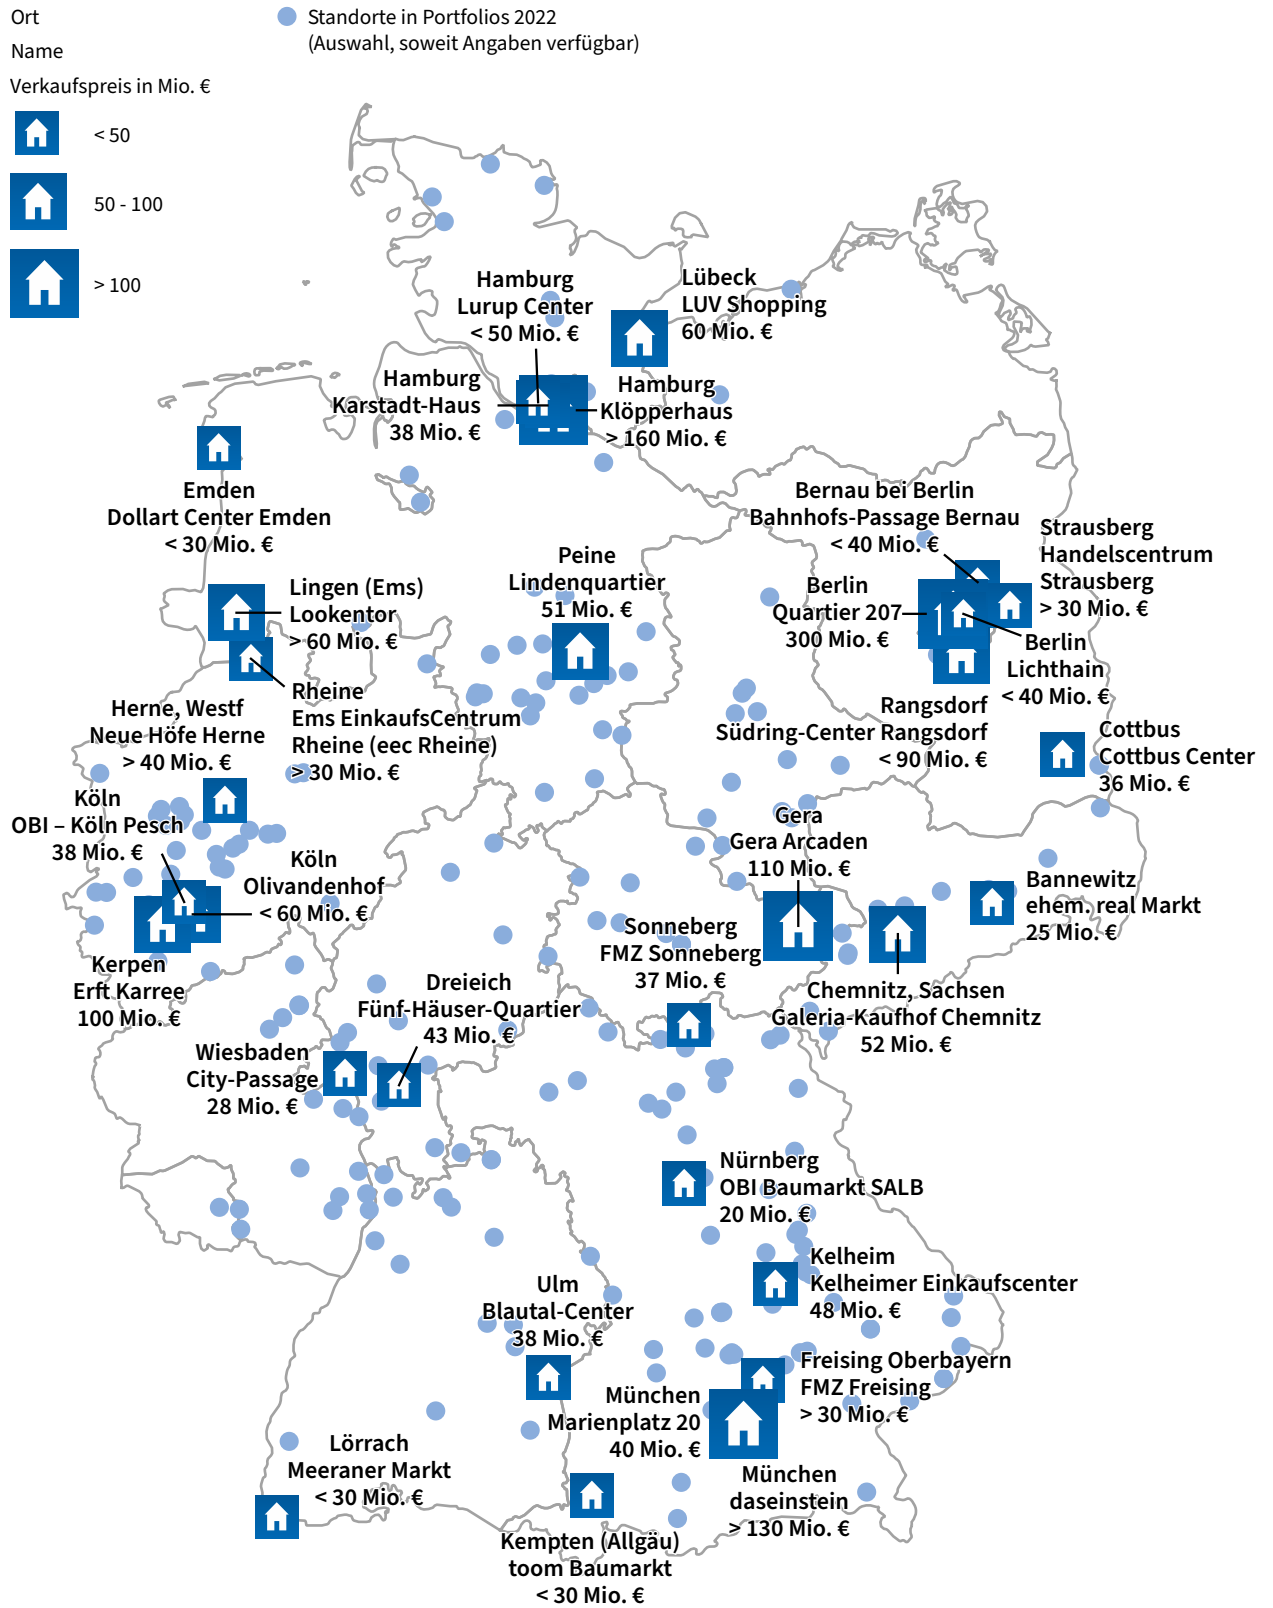 Ort
Name
Verkaufspreis in Mio. €
< 50
50 - 100
> 100
Standorte in Portfolios 2022
(Auswahl, soweit Angaben verfügbar)
Hamburg
Lurup Center
< 50 Mio. €
Lübeck
LUV Shopping
60 Mio. €
Hamburg
Karstadt-Haus
38 Mio. €
Hamburg
Klöpperhaus
> 160 Mio. €
Emden
Dollart Center Emden
< 30 Mio. €
Bernau bei Berlin
Bahnhofs-Passage Bernau
< 40 Mio. €
Strausberg
Handelscentrum
Strausberg
> 30 Mio. €
Peine
Lindenquartier
51 Mio. €
Berlin
Quartier 207
300 Mio. €
Lingen (Ems)
Lookentor
> 60 Mio. €
Berlin
Lichthain
< 40 Mio. €
Rheine
Ems EinkaufsCentrum
Rheine (eec Rheine)
> 30 Mio. €
Rangsdorf
Südring-Center Rangsdorf
< 90 Mio. €
Herne, Westf
Neue Höfe Herne
> 40 Mio. €
Cottbus
Cottbus Center
36 Mio. €
Köln
OBI – Köln Pesch
38 Mio. €
Gera
Gera Arcaden
110 Mio. €
Köln
Olivandenhof
< 60 Mio. €
Bannewitz
ehem. real Markt
25 Mio. €
Sonneberg
FMZ Sonneberg
37 Mio. €
Kerpen
Erft Karree
100 Mio. €
Dreieich
Fünf-Häuser-Quartier
43 Mio. €
Chemnitz, Sachsen
Galeria-Kaufhof Chemnitz
52 Mio. €
Wiesbaden
City-Passage
28 Mio. €
Nürnberg
OBI Baumarkt SALB
20 Mio. €
Kelheim
Kelheimer Einkaufscenter
48 Mio. €
Ulm
Blautal-Center
38 Mio. €
Freising Oberbayern
FMZ Freising
> 30 Mio. €
München
Marienplatz 20
40 Mio. €
Lörrach
Meeraner Markt
< 30 Mio. €
München
daseinstein
> 130 Mio. €
Kempten (Allgäu)
toom Baumarkt
< 30 Mio. €